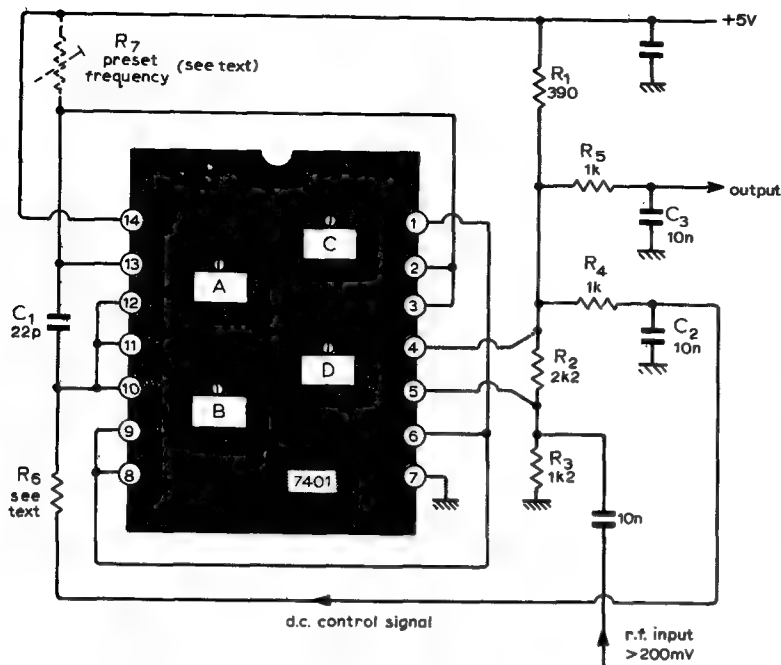 +5V
R7
preset
frequency
(see text)
R1
390
R5
1k
output
C3
10n
R4
1k
C2
10n
14
13
12
11
10
9
8
1
2
3
4
5
6
7
A
C
B
D
7401
C1
22p
R2
2k2
R3
1k2
R6
see
text
10n
d.c. control signal
r.f. input
>200mV